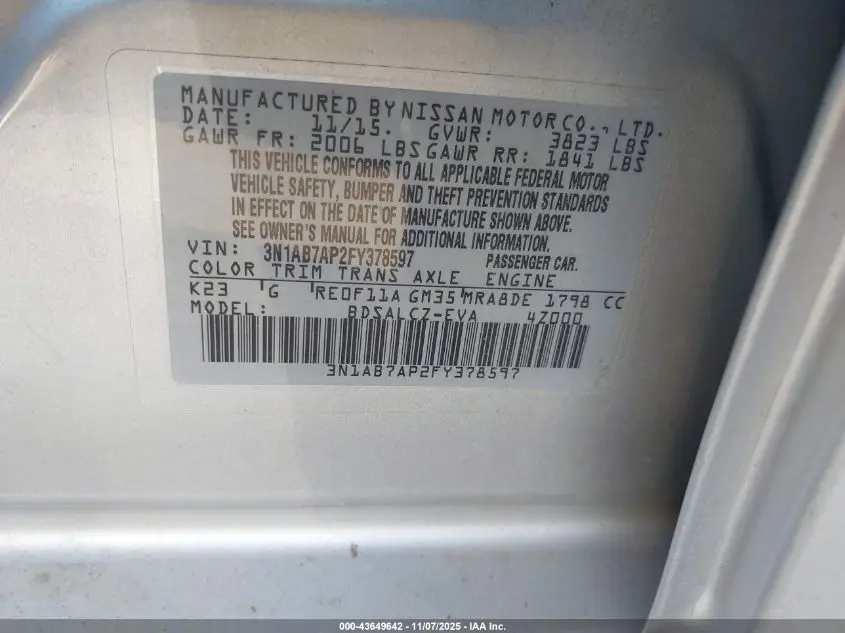 MANUFACTURED BY NISSAN MOTOR CO., LTD.
DATE: 11/15. GVWR: 3823 LBS
GAWR FR: 2006 LBS GAWR RR: 1841 LBS
THIS VEHICLE CONFORMS TO ALL APPLICABLE FEDERAL MOTOR
VEHICLE SAFETY, BUMPER AND THEFT PREVENTION STANDARDS
IN EFFECT ON THE DATE OF MANUFACTURE SHOWN ABOVE.
SEE OWNER'S MANUAL FOR ADDITIONAL INFORMATION.
VIN: 3N1AB7AP2FY378597 PASSENGER CAR.
COLOR TRIM TRANS AXLE ENGINE
K23 G RE0F11A GM35 MRA8DE 1798 CC
MODEL: BDSALCZ-EVA 4Z000
3N1AB7AP2FY378597
000-43649642 — 11/07/2025 — IAA Inc.